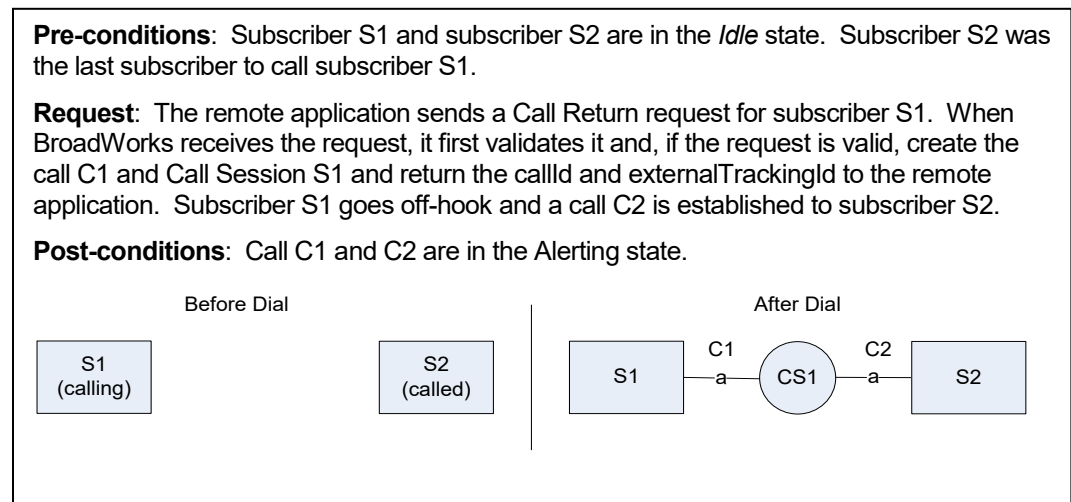 Pre-conditions: Subscriber S1 and subscriber S2 are in the Idle state. Subscriber S2 was
the last subscriber to call subscriber S1.
Request: The remote application sends a Call Return request for subscriber S1. When
BroadWorks receives the request, it first validates it and, if the request is valid, create the
call C1 and Call Session S1 and return the callId and externalTrackingId to the remote
application. Subscriber S1 goes off-hook and a call C2 is established to subscriber S2.
Post-conditions: Call C1 and C2 are in the Alerting state.
Before Dial
S1
(calling)
S2
(called)
After Dial
S1
C1
a
CS1
C2
a
S2